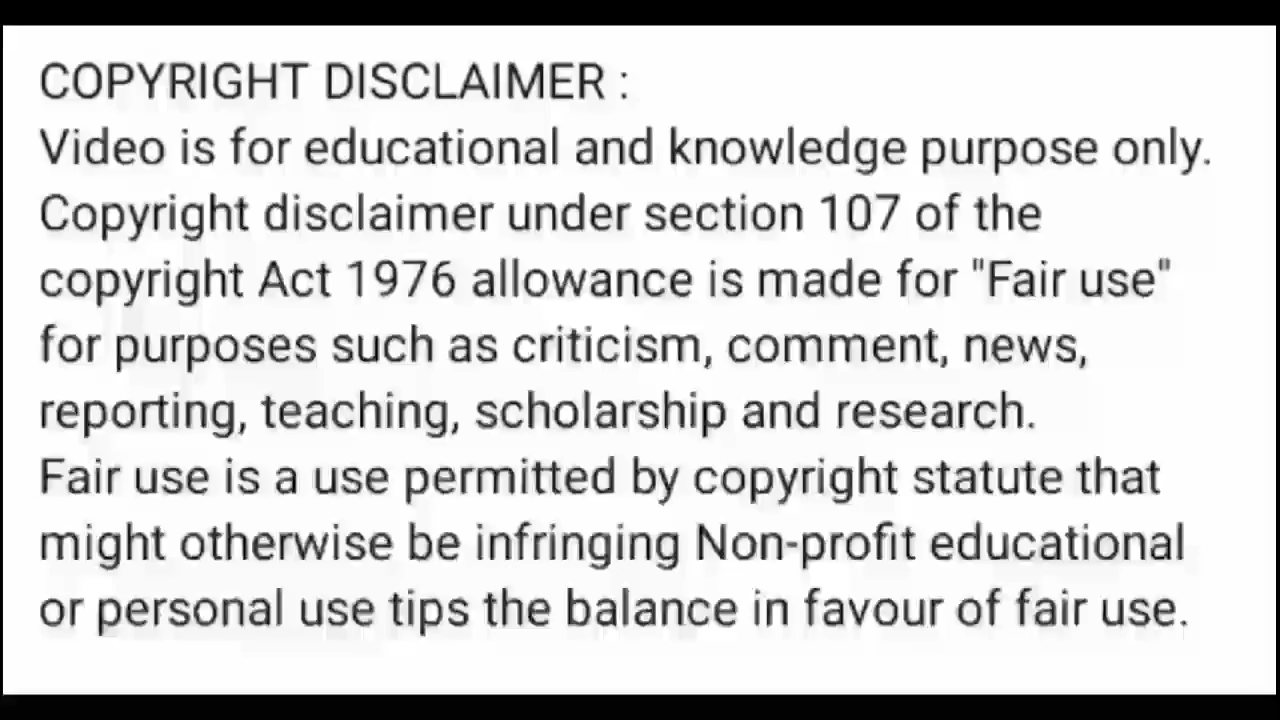 COPYRIGHT DISCLAIMER :
Video is for educational and knowledge purpose only.
Copyright disclaimer under section 107 of the
copyright Act 1976 allowance is made for "Fair use"
for purposes such as criticism, comment, news,
reporting, teaching, scholarship and research.
Fair use is a use permitted by copyright statute that
might otherwise be infringing Non-profit educational
or personal use tips the balance in favour of fair use.